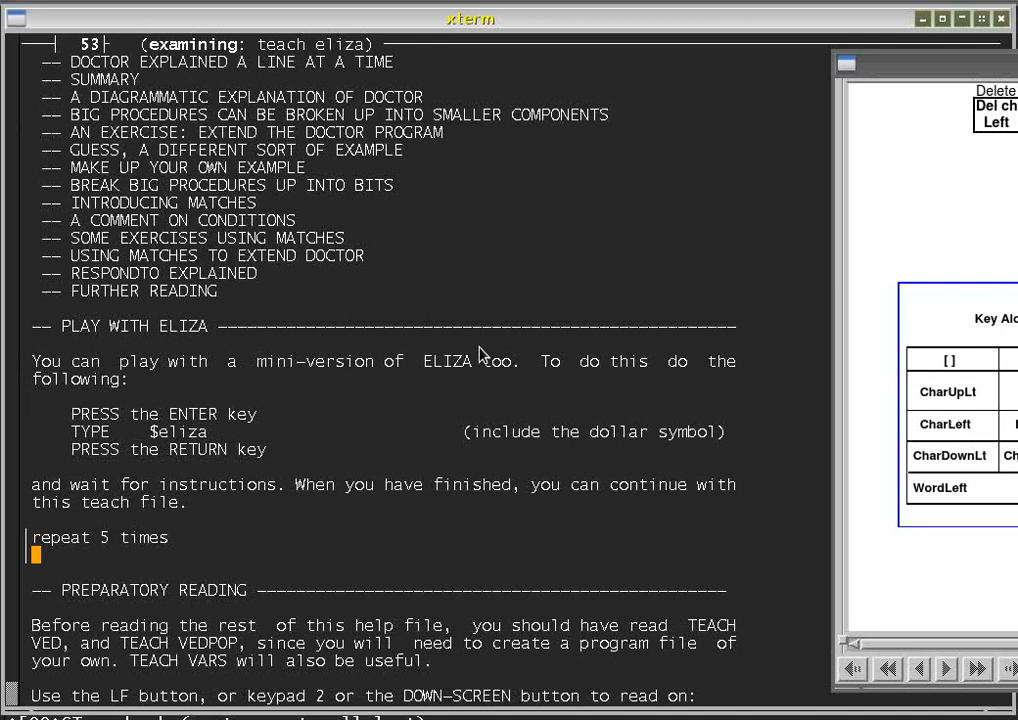 xterm
53 (examining: teach eliza)
-- DOCTOR EXPLAINED A LINE AT A TIME
-- SUMMARY
-- A DIAGRAMMATIC EXPLANATION OF DOCTOR
-- BIG PROCEDURES CAN BE BROKEN UP INTO SMALLER COMPONENTS
-- AN EXERCISE: EXTEND THE DOCTOR PROGRAM
-- GUESS, A DIFFERENT SORT OF EXAMPLE
-- MAKE UP YOUR OWN EXAMPLE
-- BREAK BIG PROCEDURES UP INTO BITS
-- INTRODUCING MATCHES
-- A COMMENT ON CONDITIONS
-- SOME EXERCISES USING MATCHES
-- USING MATCHES TO EXTEND DOCTOR
-- RESPONDTO EXPLAINED
-- FURTHER READING
-- PLAY WITH ELIZA -----------------------------------------------------
You can play with a mini-version of ELIZA too. To do this do the
following:
PRESS the ENTER key
TYPE $eliza (include the dollar symbol)
PRESS the RETURN key
and wait for instructions. When you have finished, you can continue with
this teach file.
repeat 5 times
-- PREPARATORY READING ------------------------------------------------
Before reading the rest of this help file, you should have read TEACH
VED, and TEACH VEDPOP, since you will need to create a program file of
your own. TEACH VARS will also be useful.
Use the LF button, or keypad 2 or the DOWN-SCREEN button to read on:
Delete
Del ch
Left
Key Alo
[ ]
CharUpLt
CharLeft
CharDownLt Ch
WordLeft